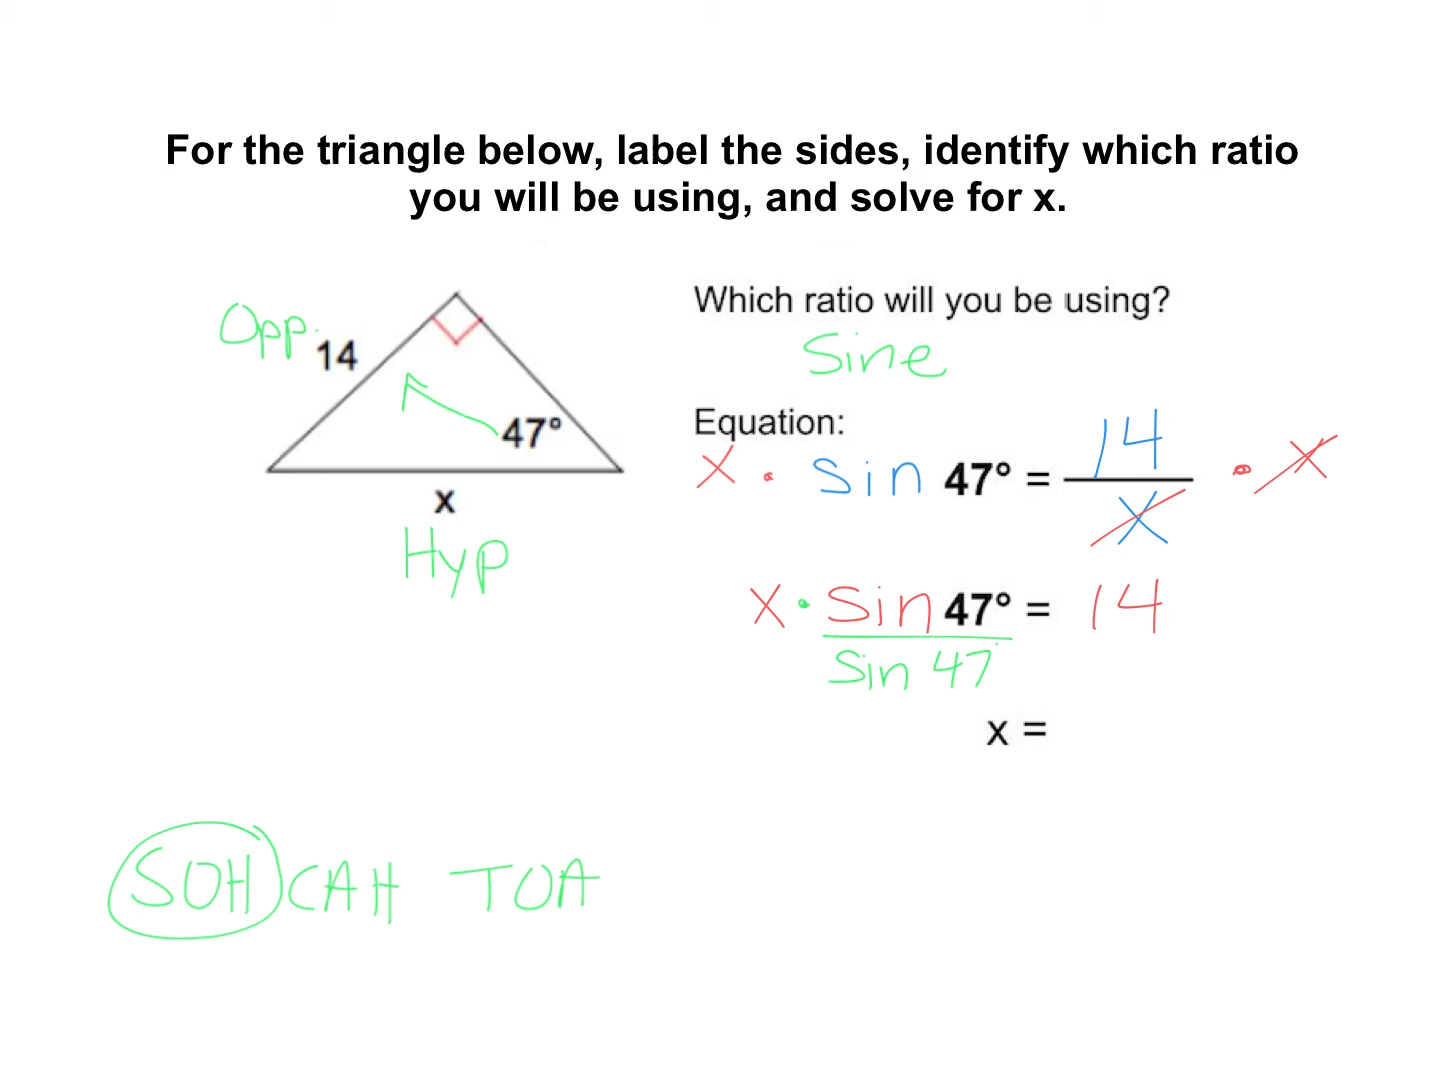 For the triangle below, label the sides, identify which ratio
you will be using, and solve for x.
Opp.
14
47°
x
Hyp
Which ratio will you be using?
Sine
Equation:
x • sin 47° = 14/x • x
x • sin 47° = 14
sin 47
x =
SOH CAH TOA